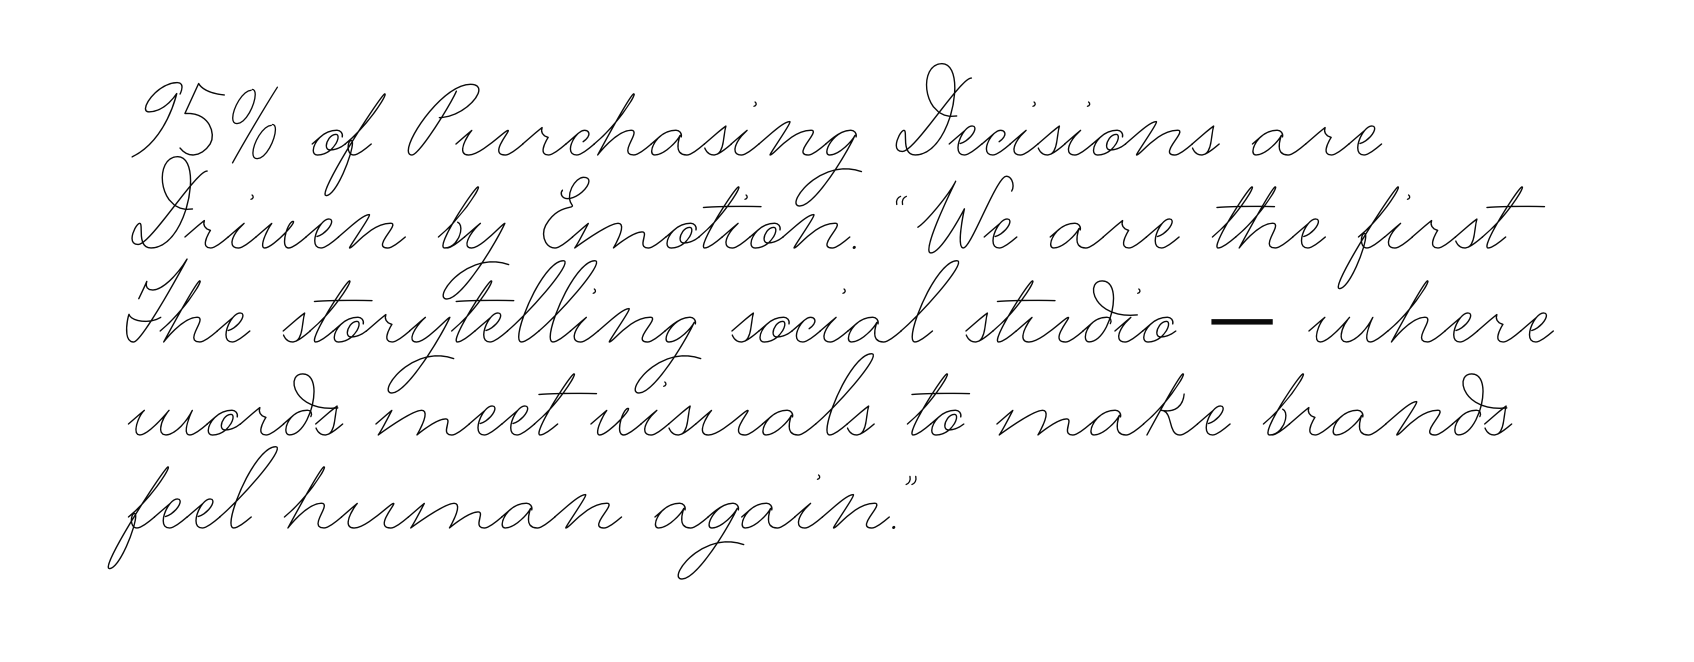 95% of Purchasing Decisions are
Driven by Emotion. “We are the first
The storytelling social studio — where
words meet visuals to make brands
feel human again.”